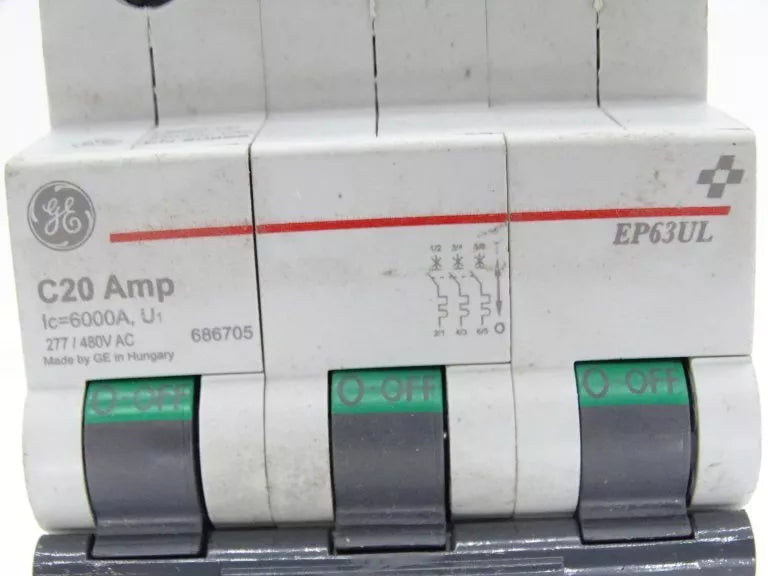 GE
C20 Amp
Ic=6000A, U1
277 / 480V AC
Made by GE in Hungary
686705
1/2 3/4 5/6 I
2/1 4/3 6/5 O
EP63UL
O-OFF
O-OFF
O-OFF